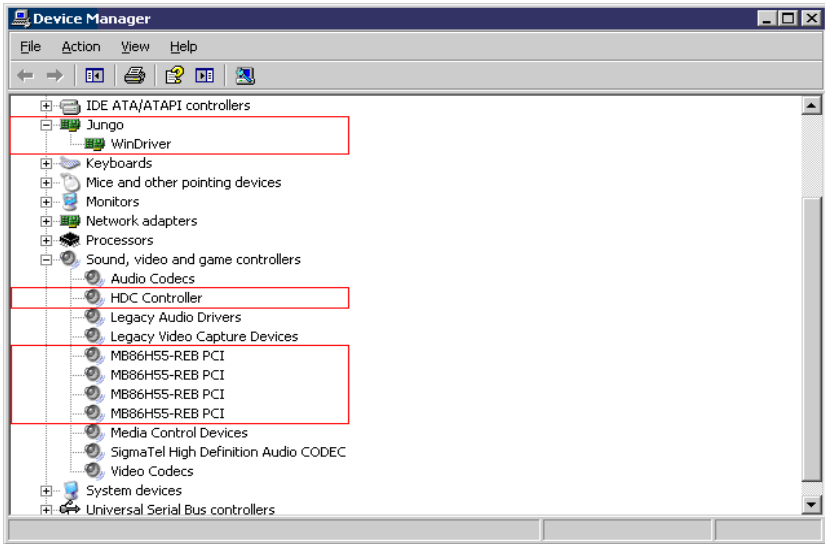 Device Manager
File Action View Help
IDE ATA/ATAPI controllers
Jungo
WinDriver
Keyboards
Mice and other pointing devices
Monitors
Network adapters
Processors
Sound, video and game controllers
Audio Codecs
HDC Controller
Legacy Audio Drivers
Legacy Video Capture Devices
MB86H55-REB PCI
MB86H55-REB PCI
MB86H55-REB PCI
MB86H55-REB PCI
Media Control Devices
SigmaTel High Definition Audio CODEC
Video Codecs
System devices
Universal Serial Bus controllers